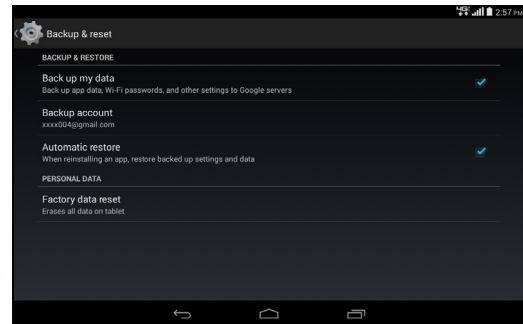 4G 2:57 PM
Backup & reset
BACKUP & RESTORE
Back up my data
Back up app data, Wi-Fi passwords, and other settings to Google servers
Backup account
xxxx004@gmail.com
Automatic restore
When reinstalling an app, restore backed up settings and data
PERSONAL DATA
Factory data reset
Erases all data on tablet